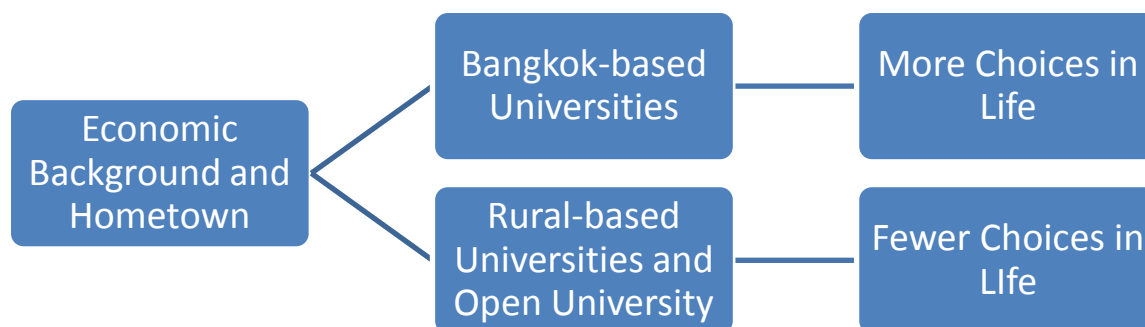 Economic
Background and
Hometown
Bangkok-based
Universities
More Choices in
Life
Rural-based
Universities and
Open University
Fewer Choices in
LIfe